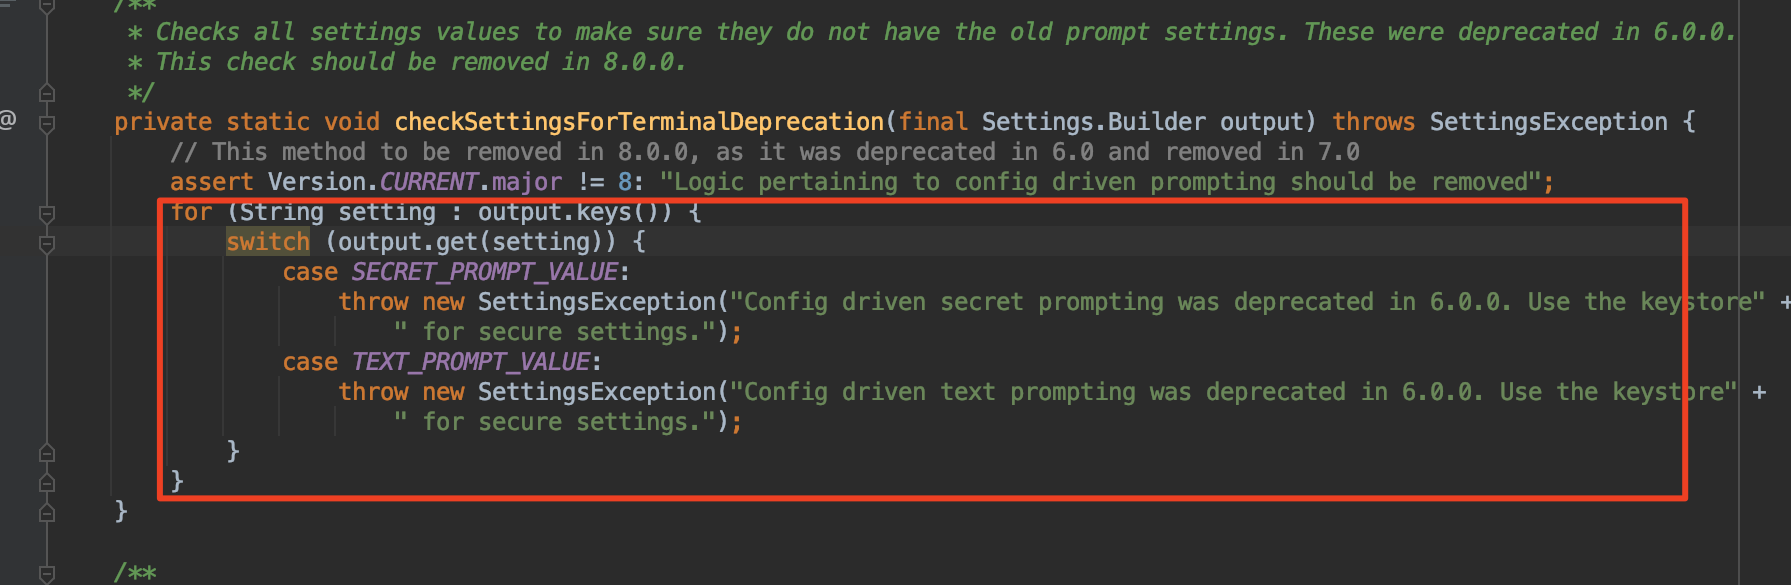 /**
* Checks all settings values to make sure they do not have the old prompt settings. These were deprecated in 6.0.0.
* This check should be removed in 8.0.0.
*/
@
private static void checkSettingsForTerminalDeprecation(final Settings.Builder output) throws SettingsException {
// This method to be removed in 8.0.0, as it was deprecated in 6.0 and removed in 7.0
assert Version.CURRENT.major != 8: "Logic pertaining to config driven prompting should be removed";
for (String setting : output.keys()) {
switch (output.get(setting)) {
case SECRET_PROMPT_VALUE:
throw new SettingsException("Config driven secret prompting was deprecated in 6.0.0. Use the keystore" +
" for secure settings.");
case TEXT_PROMPT_VALUE:
throw new SettingsException("Config driven text prompting was deprecated in 6.0.0. Use the keystore" +
" for secure settings.");
}
}
}
/**